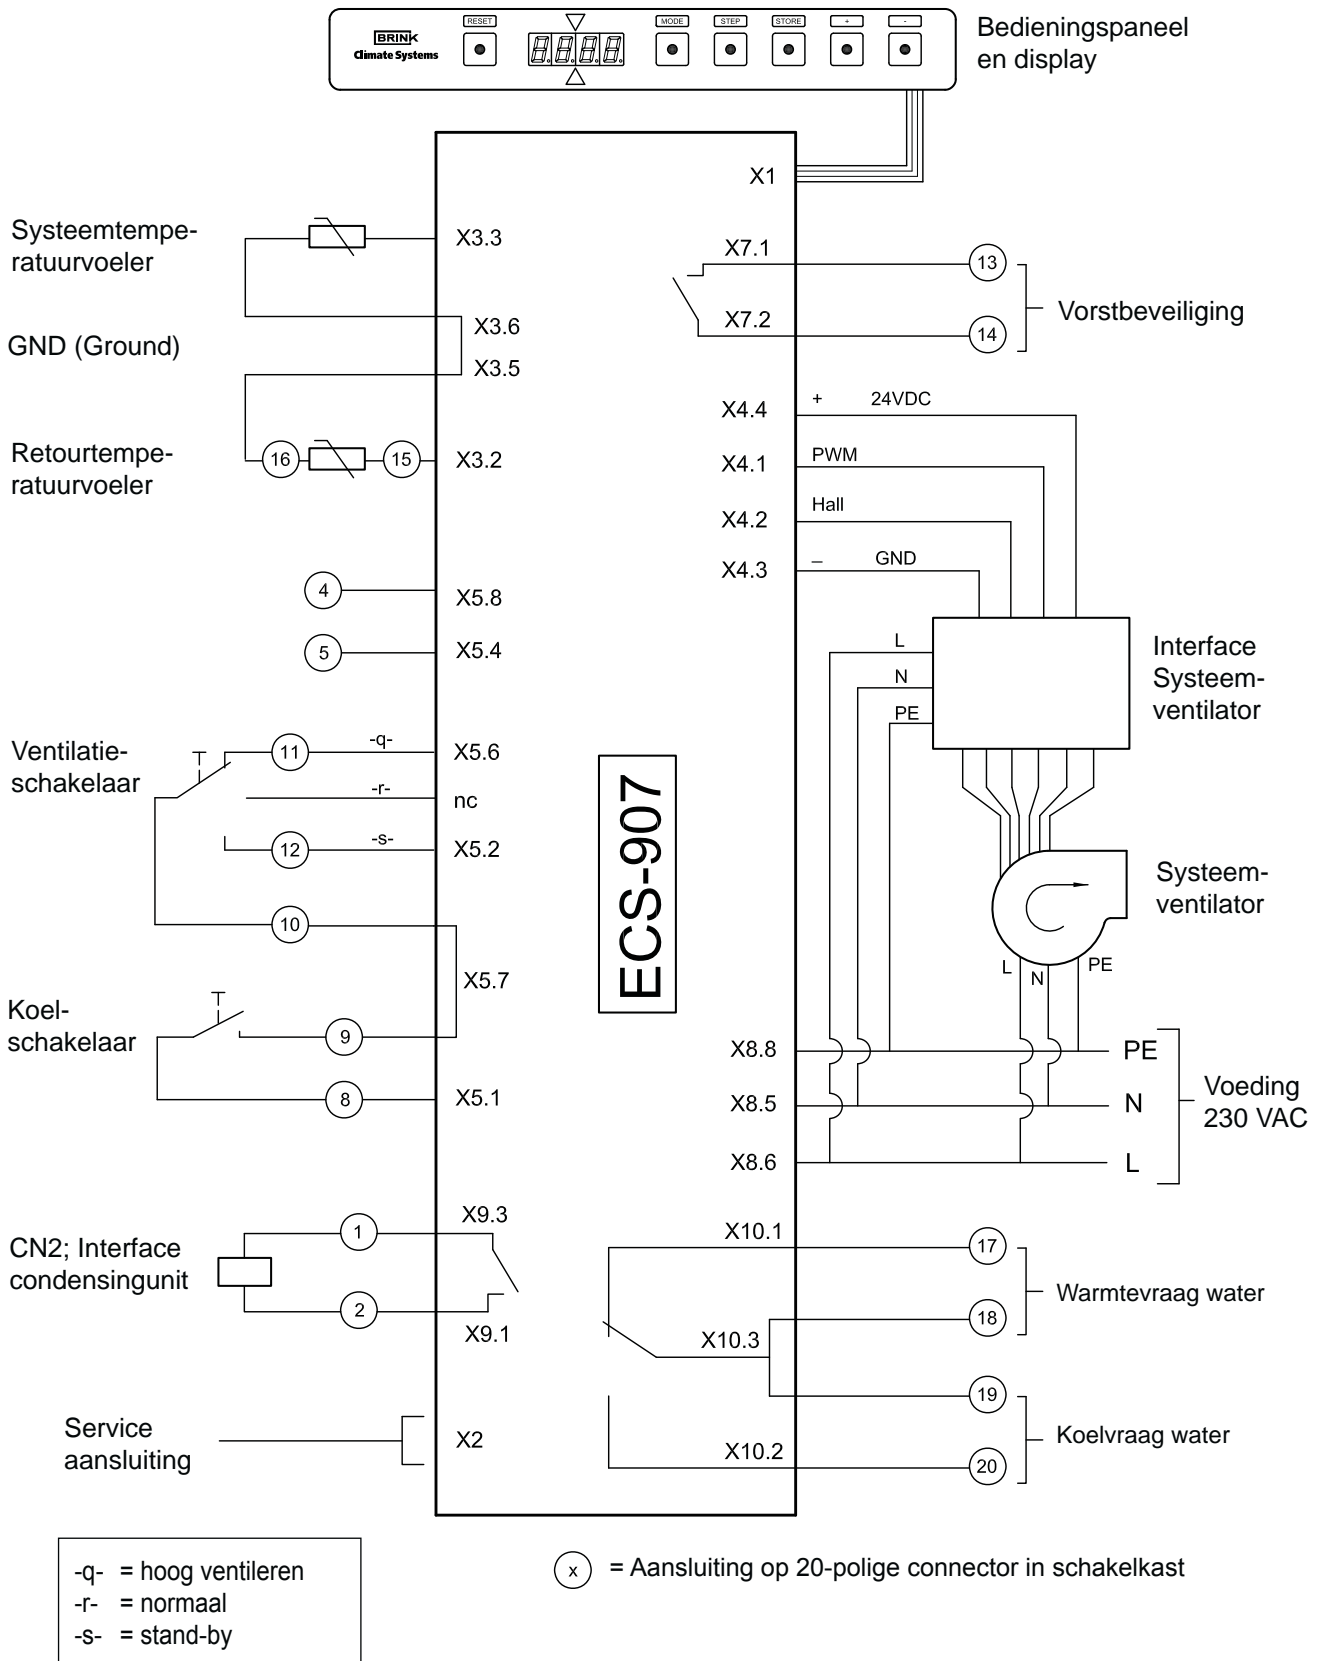 RESET
MODE
STEP
STORE
+
-
BRINK
Climate Systems
8.8.8.8.
Bedieningspaneel
en display
X1
Systeemtempe-
ratuurvoeler
X3.3
X7.1
13
Vorstbeveiliging
X7.2
14
GND (Ground)
X3.6
X3.5
X4.4
+
24VDC
Retourtempe-
ratuurvoeler
16
15
X3.2
X4.1
PWM
X4.2
Hall
X4.3
–
GND
4
X5.8
5
X5.4
L
N
PE
Interface
Systeem-
ventilator
Ventilatie-
schakelaar
11
-q-
X5.6
-r-
nc
12
-s-
X5.2
10
X5.7
ECS-907
Systeem-
ventilator
L
N
PE
Koel-
schakelaar
9
8
X5.1
X8.8
PE
X8.5
N
X8.6
L
Voeding
230 VAC
CN2; Interface
condensingunit
1
X9.3
2
X9.1
X10.1
17
Warmtevraag water
18
X10.3
19
Koelvraag water
X10.2
20
Service
aansluiting
X2
-q- = hoog ventileren
-r- = normaal
-s- = stand-by
x = Aansluiting op 20-polige connector in schakelkast